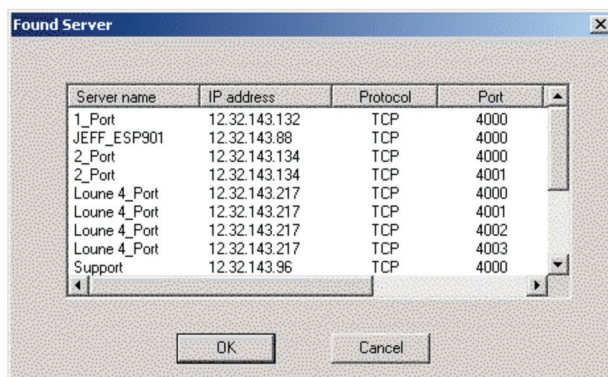 Found Server
Server name IP address Protocol Port
1_Port 12.32.143.132 TCP 4000
JEFF_ESP901 12.32.143.88 TCP 4000
2_Port 12.32.143.134 TCP 4000
2_Port 12.32.143.134 TCP 4001
Loune 4_Port 12.32.143.217 TCP 4000
Loune 4_Port 12.32.143.217 TCP 4001
Loune 4_Port 12.32.143.217 TCP 4002
Loune 4_Port 12.32.143.217 TCP 4003
Support 12.32.143.96 TCP 4000
OK Cancel